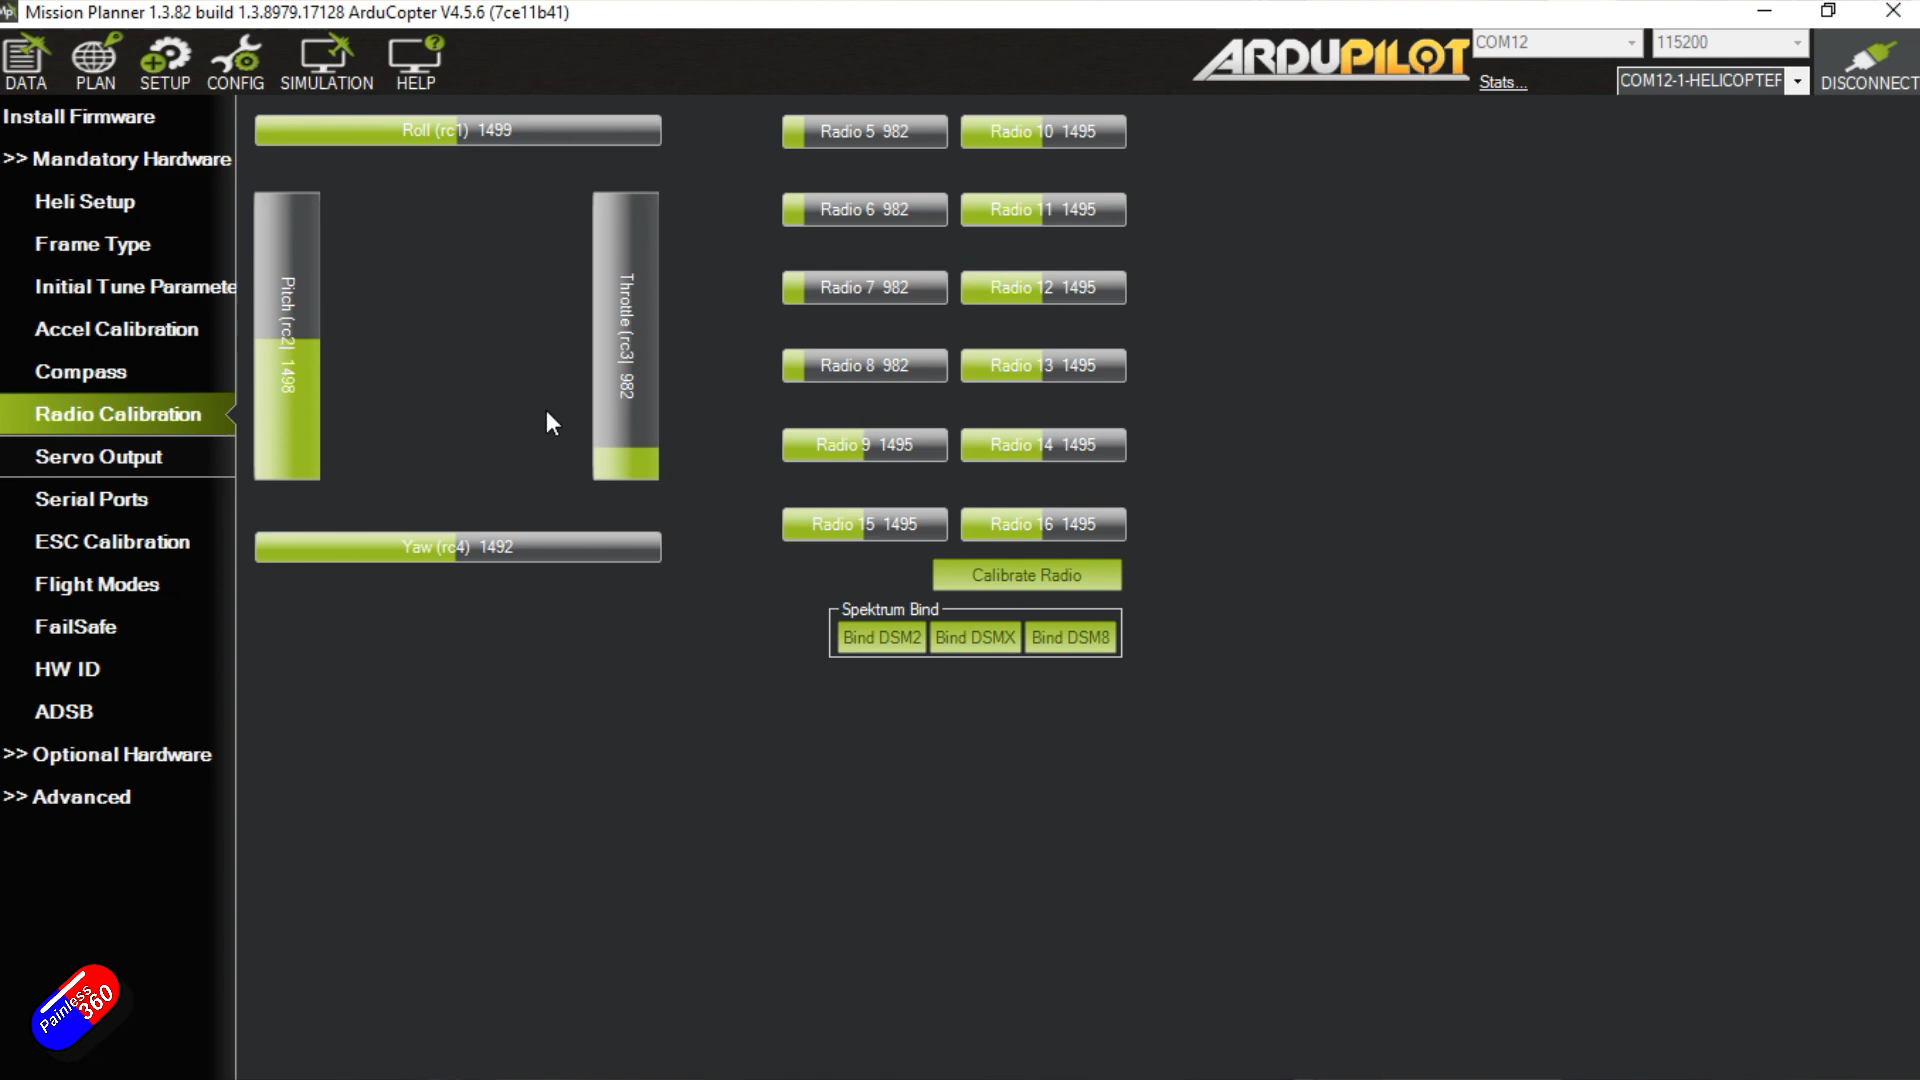 Mission Planner 1.3.82 build 1.3.8979.17128 ArduCopter V4.5.6 (7ce11b41)
DATA
PLAN
SETUP
CONFIG
SIMULATION
HELP
ARDUPILOT
COM12
115200
Stats...
COM12-1-HELICOPTER
DISCONNECT
Install Firmware
>> Mandatory Hardware
Heli Setup
Frame Type
Initial Tune Paramete
Accel Calibration
Compass
Radio Calibration
Servo Output
Serial Ports
ESC Calibration
Flight Modes
FailSafe
HW ID
ADSB
>> Optional Hardware
>> Advanced
Roll (rc1) 1499
Pitch (rc2) 1498
Throttle (rc3) 982
Yaw (rc4) 1492
Radio 5 982
Radio 10 1495
Radio 6 982
Radio 11 1495
Radio 7 982
Radio 12 1495
Radio 8 982
Radio 13 1495
Radio 9 1495
Radio 14 1495
Radio 15 1495
Radio 16 1495
Calibrate Radio
Spektrum Bind
Bind DSM2
Bind DSMX
Bind DSM8
Painless
360